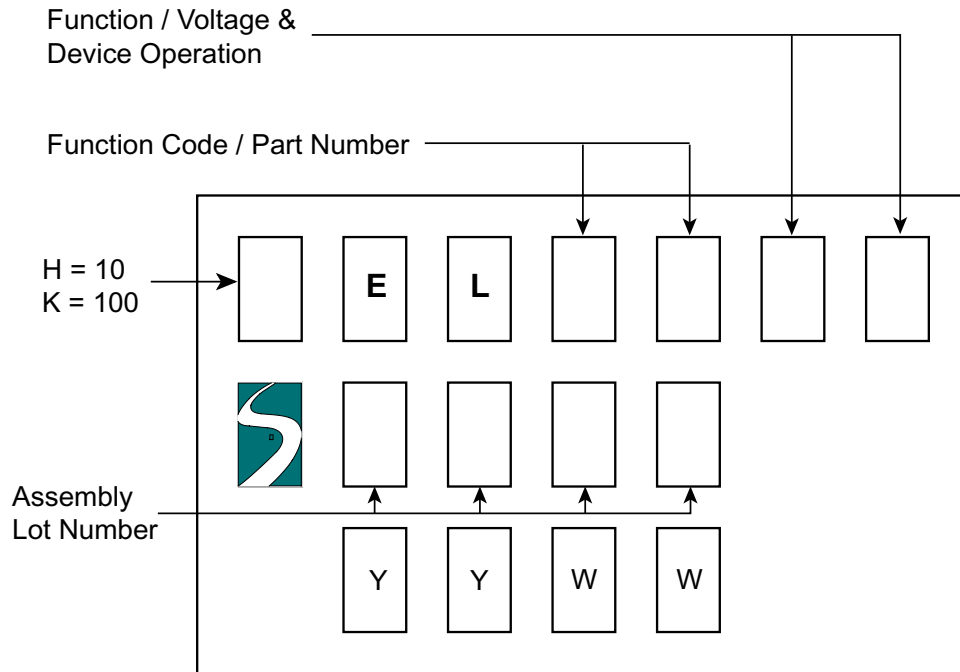 Function / Voltage &
Device Operation
Function Code / Part Number
H = 10
K = 100
E L
Assembly
Lot Number
Y Y W W